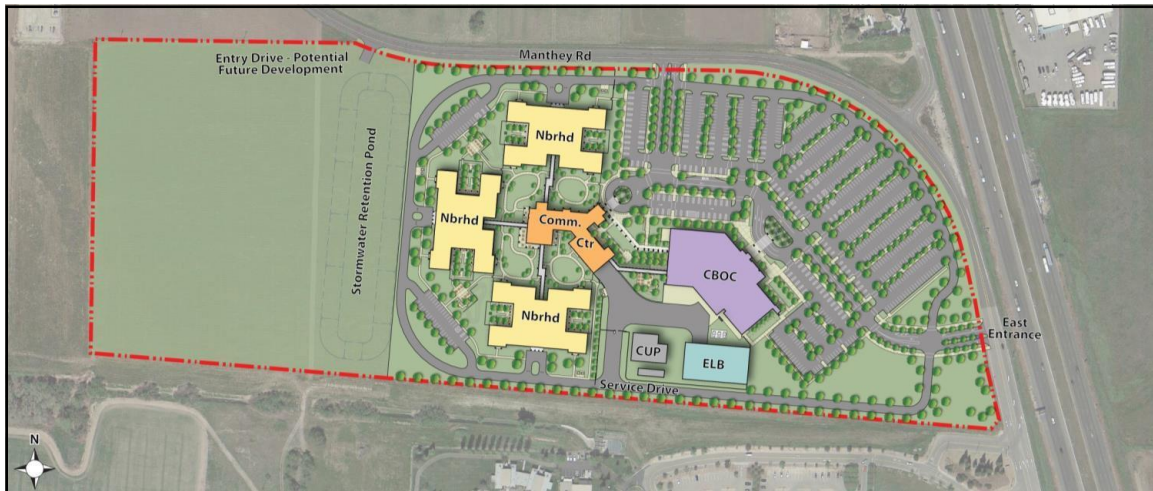 Manthey Rd
Entry Drive - Potential
Future Development
Stormwater Retention Pond
Nbrhd
Nbrhd
Comm.
Ctr
CBOC
Nbrhd
East
Entrance
CUP
ELB
Service Drive
N